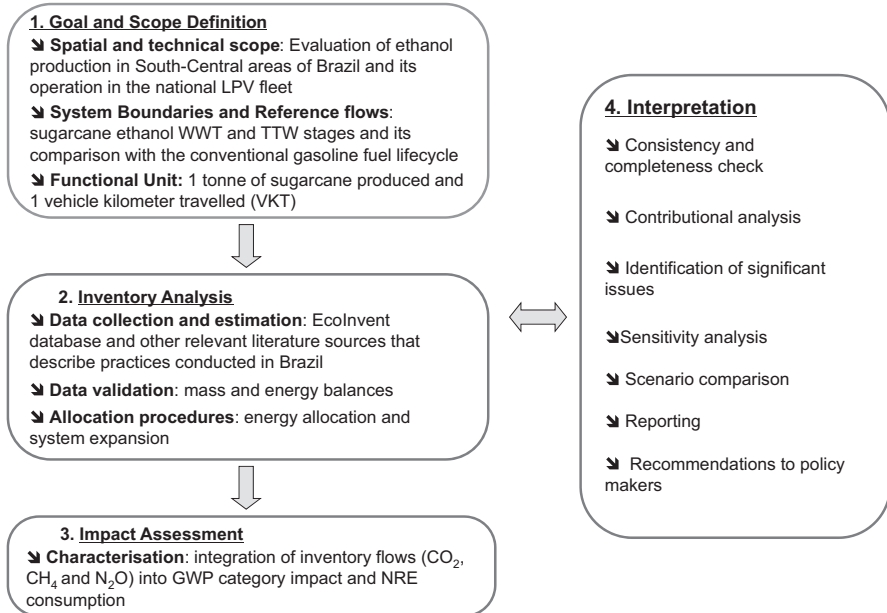 1. Goal and Scope Definition
➘ Spatial and technical scope: Evaluation of ethanol
production in South-Central areas of Brazil and its
operation in the national LPV fleet
➘ System Boundaries and Reference flows:
sugarcane ethanol WWT and TTW stages and its
comparison with the conventional gasoline fuel lifecycle
➘ Functional Unit: 1 tonne of sugarcane produced and
1 vehicle kilometer travelled (VKT)
2. Inventory Analysis
➘ Data collection and estimation: EcoInvent
database and other relevant literature sources that
describe practices conducted in Brazil
➘ Data validation: mass and energy balances
➘ Allocation procedures: energy allocation and
system expansion
3. Impact Assessment
➘ Characterisation: integration of inventory flows (CO₂,
CH₄ and N₂O) into GWP category impact and NRE
consumption
4. Interpretation
➘ Consistency and
completeness check
➘ Contributional analysis
➘ Identification of significant
issues
➘Sensitivity analysis
➘ Scenario comparison
➘ Reporting
➘ Recommendations to policy
makers